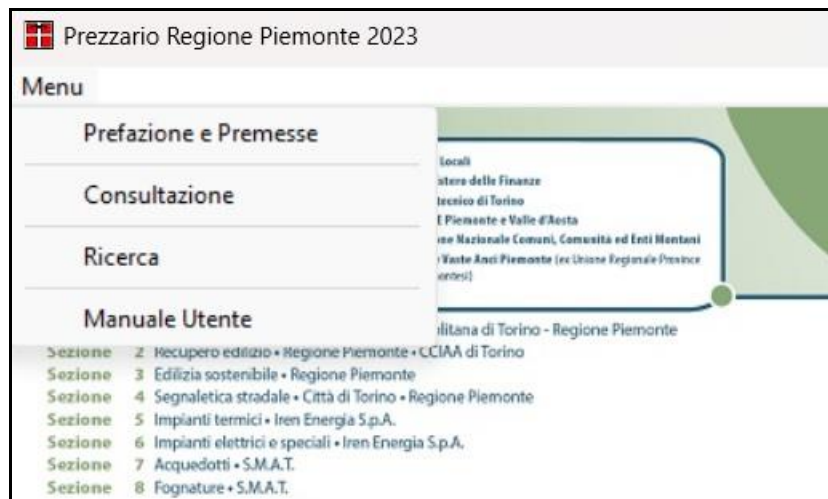 Prezzario Regione Piemonte 2023
Menu
Prefazione e Premesse
Consultazione
Ricerca
Manuale Utente
Locali
stero delle Finanze
tecnico di Torino
E Piemonte e Valle d'Aosta
ne Nazionale Comuni, Comunità ed Enti Montani
Vaste Anci Piemonte (ex Unione Regionale Province
ontesi)
litana di Torino - Regione Piemonte
Sezione 2 Recupero edilizio • Regione Piemonte • CCIAA di Torino
Sezione 3 Edilizia sostenibile • Regione Piemonte
Sezione 4 Segnaletica stradale • Città di Torino • Regione Piemonte
Sezione 5 Impianti termici • Iren Energia S.p.A.
Sezione 6 Impianti elettrici e speciali • Iren Energia S.p.A.
Sezione 7 Acquedotti • S.M.A.T.
Sezione 8 Fognature • S.M.A.T.